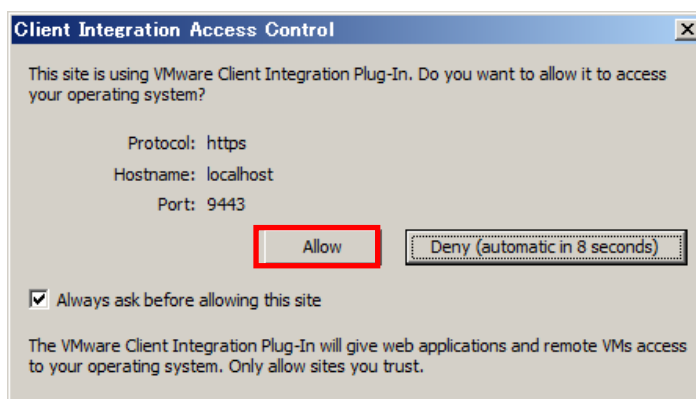 Client Integration Access Control
This site is using VMware Client Integration Plug-In. Do you want to allow it to access
your operating system?
Protocol: https
Hostname: localhost
Port: 9443
Allow
Deny (automatic in 8 seconds)
Always ask before allowing this site
The VMware Client Integration Plug-In will give web applications and remote VMs access
to your operating system. Only allow sites you trust.